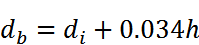 d_b = d_i + 0.034h